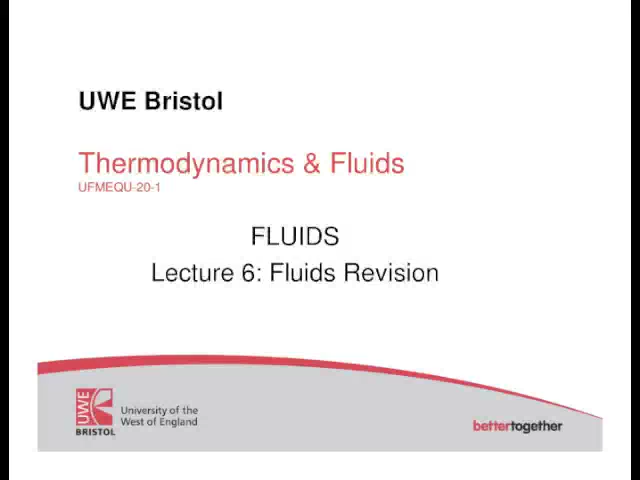 UWE Bristol
Thermodynamics & Fluids
UFMEQU-20-1
FLUIDS
Lecture 6: Fluids Revision
UWE
BRISTOL
University of the
West of England
bettertogether